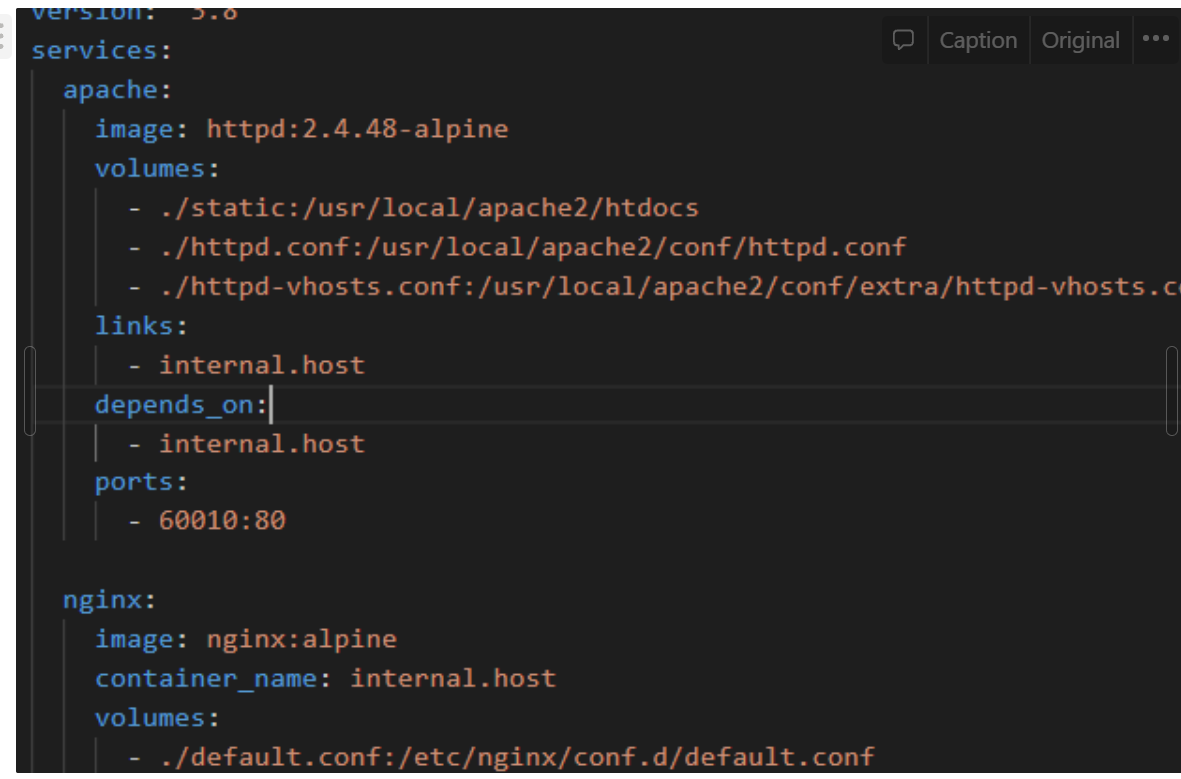 version: "3.8
services:
Caption Original
apache:
image: httpd:2.4.48-alpine
volumes:
- ./static:/usr/local/apache2/htdocs
- ./httpd.conf:/usr/local/apache2/conf/httpd.conf
- ./httpd-vhosts.conf:/usr/local/apache2/conf/extra/httpd-vhosts.c
links:
- internal.host
depends_on:
- internal.host
ports:
- 60010:80
nginx:
image: nginx:alpine
container_name: internal.host
volumes:
- ./default.conf:/etc/nginx/conf.d/default.conf